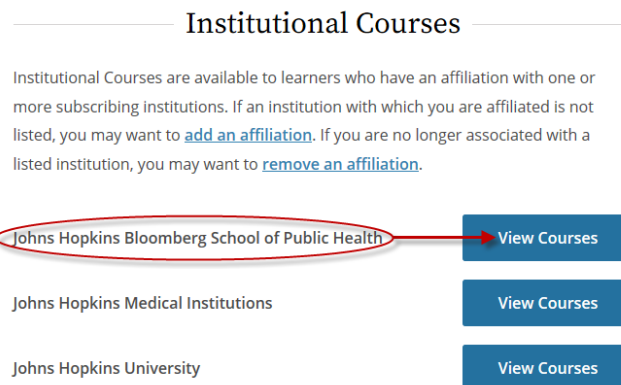 Institutional Courses
Institutional Courses are available to learners who have an affiliation with one or
more subscribing institutions. If an institution with which you are affiliated is not
listed, you may want to add an affiliation. If you are no longer associated with a
listed institution, you may want to remove an affiliation.
Johns Hopkins Bloomberg School of Public Health View Courses
Johns Hopkins Medical Institutions View Courses
Johns Hopkins University View Courses